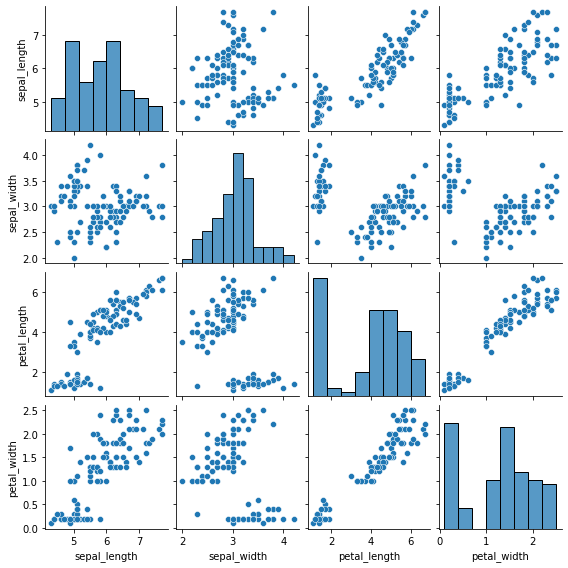 sepal_length
7
6
5
sepal_width
4.0
3.5
3.0
2.5
2.0
petal_length
6
4
2
petal_width
2.5
2.0
1.5
1.0
0.5
0.0
5 6 7
sepal_length
2 3 4
sepal_width
2 4 6
petal_length
0 1 2
petal_width